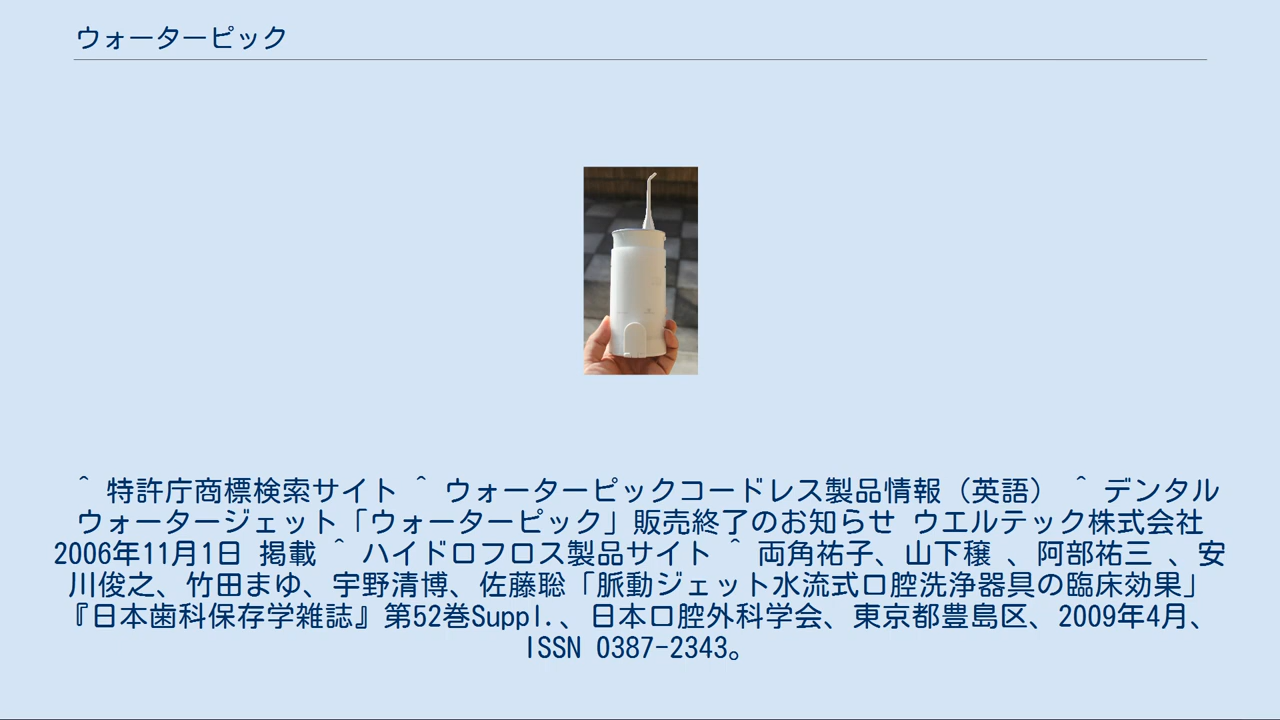 ウォーターピック
^ 特許庁商標検索サイト ^ ウォーターピックコードレス製品情報（英語） ^ デンタル
ウォータージェット「ウォーターピック」販売終了のお知らせ ウエルテック株式会社
2006年11月1日 掲載 ^ ハイドロフロス製品サイト ^ 両角祐子、山下穣 、阿部祐三 、安
川俊之、竹田まゆ、宇野清博、佐藤聡「脈動ジェット水流式口腔洗浄器具の臨床効果」
『日本歯科保存学雑誌』第52巻Suppl.、日本口腔外科学会、東京都豊島区、2009年4月、
ISSN 0387-2343。